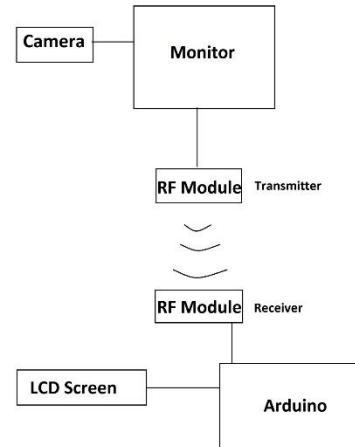 Camera
Monitor
RF Module
Transmitter
RF Module
Receiver
LCD Screen
Arduino